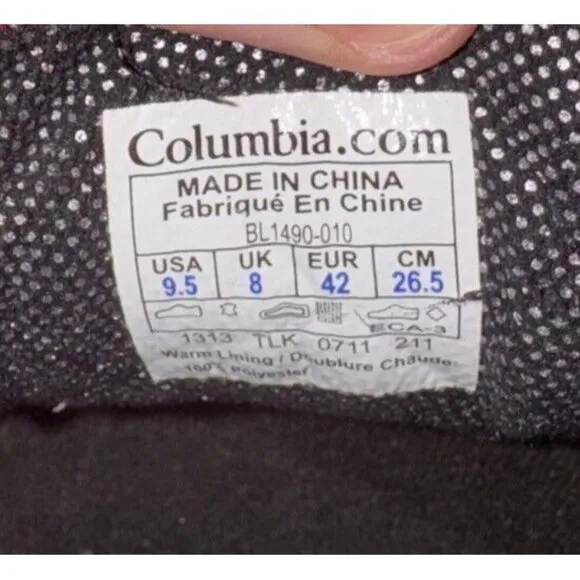 Columbia.com
MADE IN CHINA
Fabriqué En Chine
BL1490-010
USA UK EUR CM
9.5 8 42 26.5
ECA-3
1313 TLK 0711 211
Warm Lining / Doublure Chaude
100% Polyester